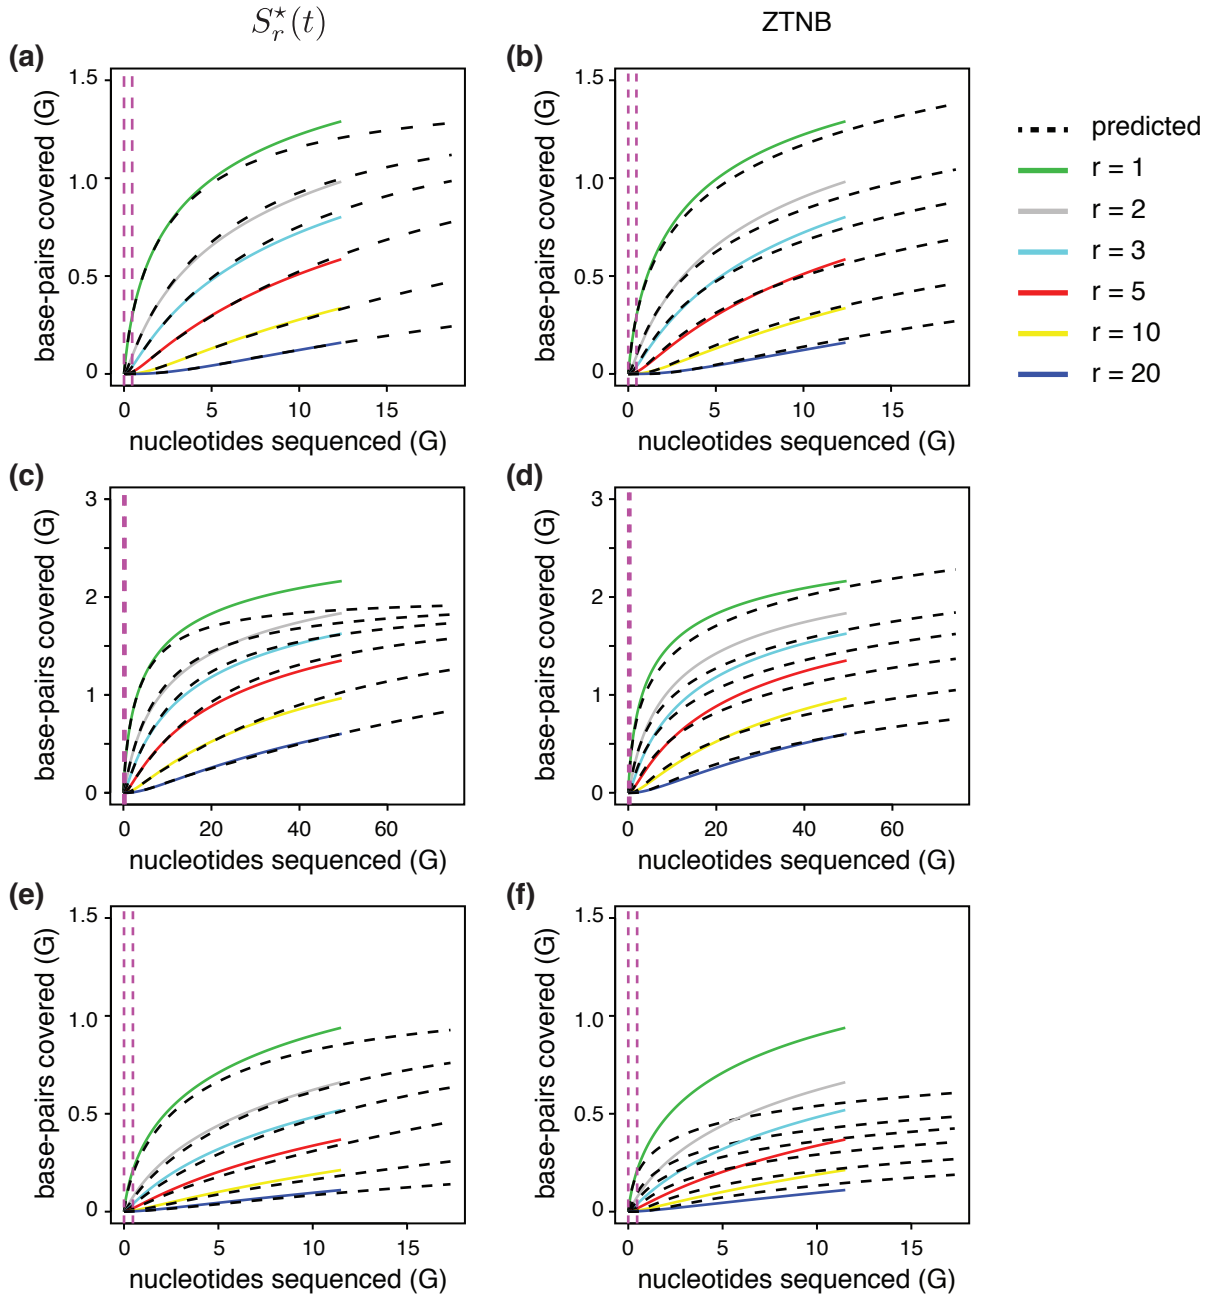 S⋆r(t)
ZTNB
(a)
1.5
1.0
0.5
0
base-pairs covered (G)
0 5 10 15
nucleotides sequenced (G)
(b)
1.5
1.0
0.5
0
base-pairs covered (G)
0 5 10 15
nucleotides sequenced (G)
predicted
r = 1
r = 2
r = 3
r = 5
r = 10
r = 20
(c)
3
2
1
0
base-pairs covered (G)
0 20 40 60
nucleotides sequenced (G)
(d)
3
2
1
0
base-pairs covered (G)
0 20 40 60
nucleotides sequenced (G)
(e)
1.5
1.0
0.5
0
base-pairs covered (G)
0 5 10 15
nucleotides sequenced (G)
(f)
1.5
1.0
0.5
0
base-pairs covered (G)
0 5 10 15
nucleotides sequenced (G)